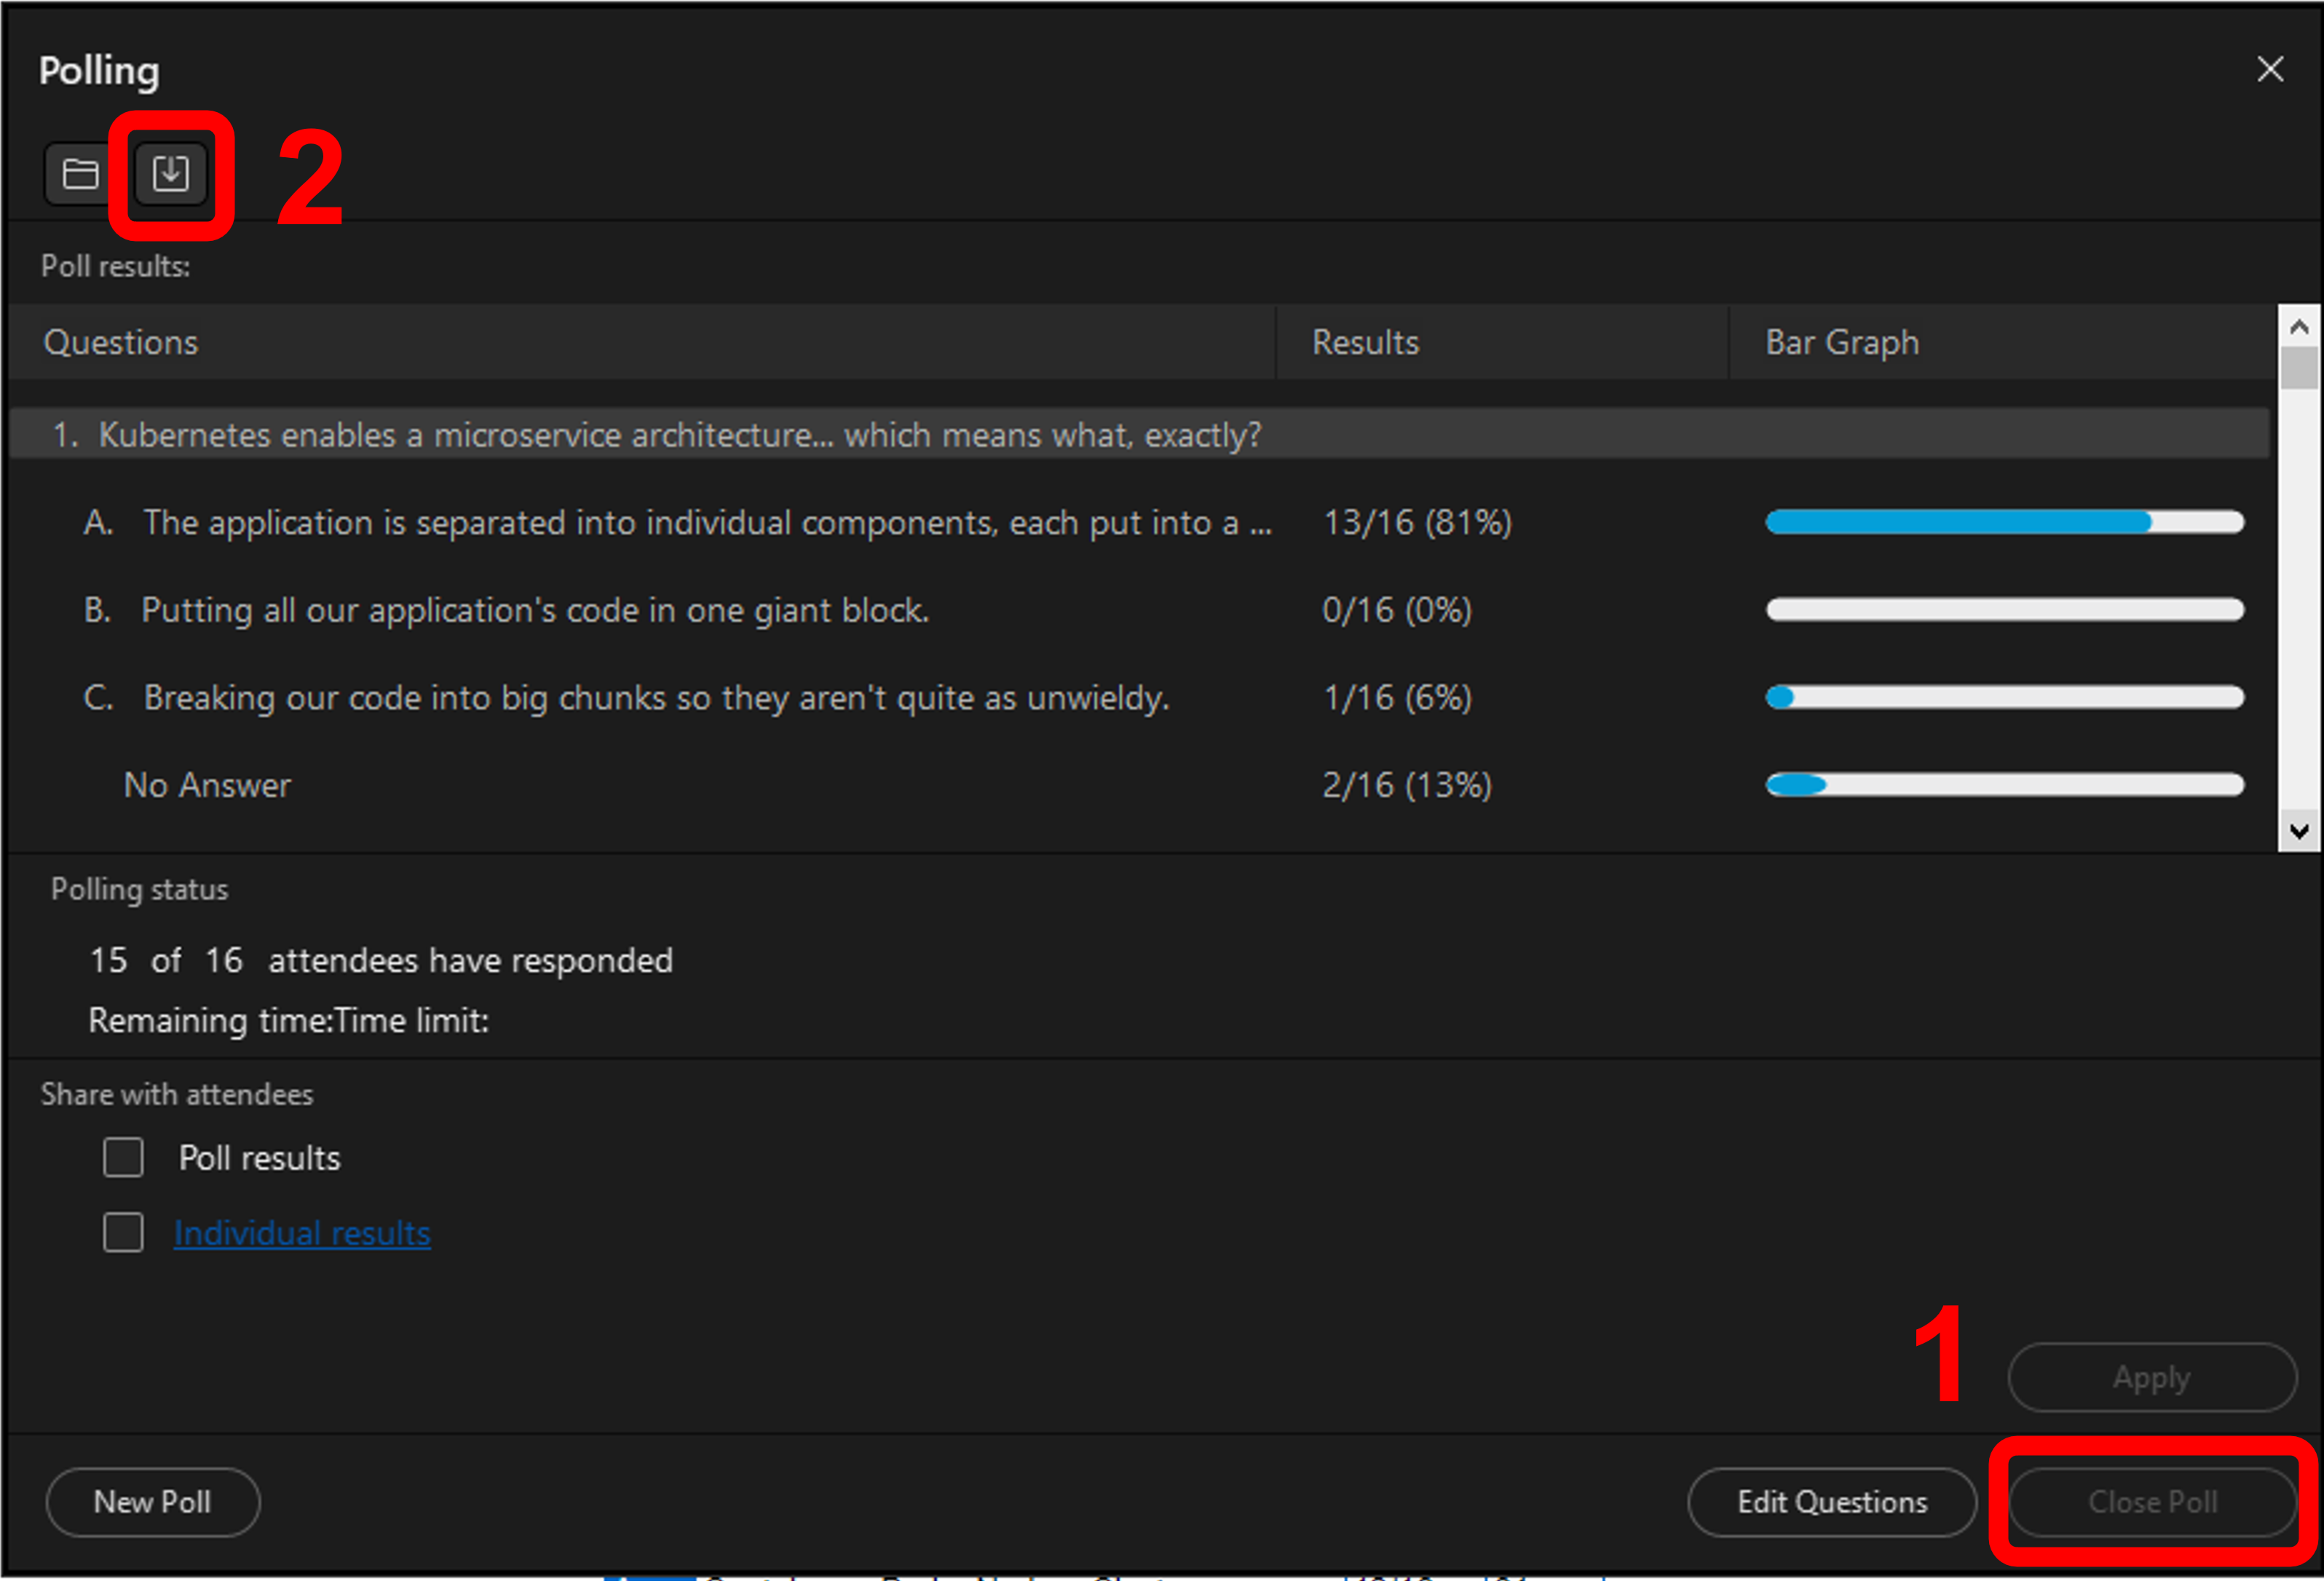 Polling
2
Poll results:
Questions Results Bar Graph
1. Kubernetes enables a microservice architecture... which means what, exactly?
A. The application is separated into individual components, each put into a ... 13/16 (81%)
B. Putting all our application's code in one giant block. 0/16 (0%)
C. Breaking our code into big chunks so they aren't quite as unwieldy. 1/16 (6%)
No Answer 2/16 (13%)
Polling status
15 of 16 attendees have responded
Remaining time:Time limit:
Share with attendees
Poll results
Individual results
1
Apply
New Poll Edit Questions Close Poll